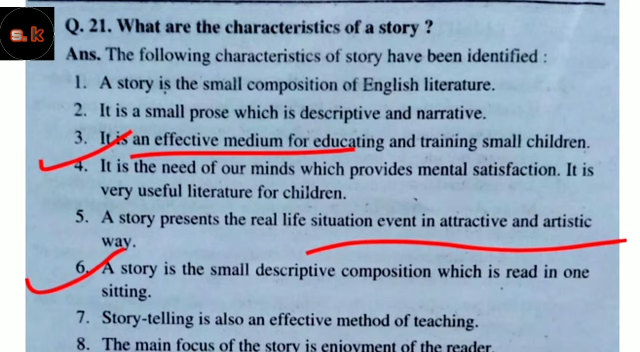 s.k
Q. 21. What are the characteristics of a story ?
Ans. The following characteristics of story have been identified :
1. A story is the small composition of English literature.
2. It is a small prose which is descriptive and narrative.
3. It is an effective medium for educating and training small children.
4. It is the need of our minds which provides mental satisfaction. It is
very useful literature for children.
5. A story presents the real life situation event in attractive and artistic
way.
6. A story is the small descriptive composition which is read in one
sitting.
7. Story-telling is also an effective method of teaching.
8. The main focus of the story is enjoyment of the reader.